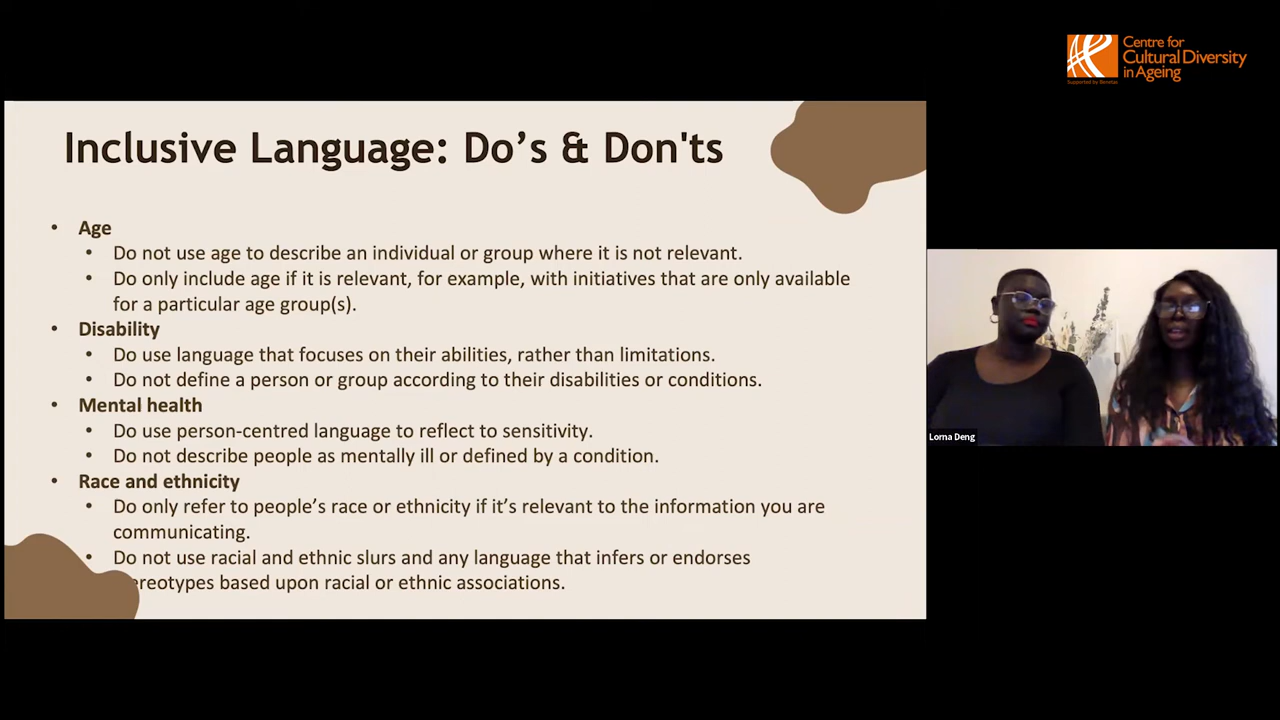 Centre for
Cultural Diversity
in Ageing
Supported by Benetas
Inclusive Language: Do’s & Don'ts
• Age
• Do not use age to describe an individual or group where it is not relevant.
• Do only include age if it is relevant, for example, with initiatives that are only available
for a particular age group(s).
• Disability
• Do use language that focuses on their abilities, rather than limitations.
• Do not define a person or group according to their disabilities or conditions.
• Mental health
• Do use person-centred language to reflect to sensitivity.
• Do not describe people as mentally ill or defined by a condition.
• Race and ethnicity
• Do only refer to people’s race or ethnicity if it’s relevant to the information you are
communicating.
• Do not use racial and ethnic slurs and any language that infers or endorses
ereotypes based upon racial or ethnic associations.
Lorna Deng